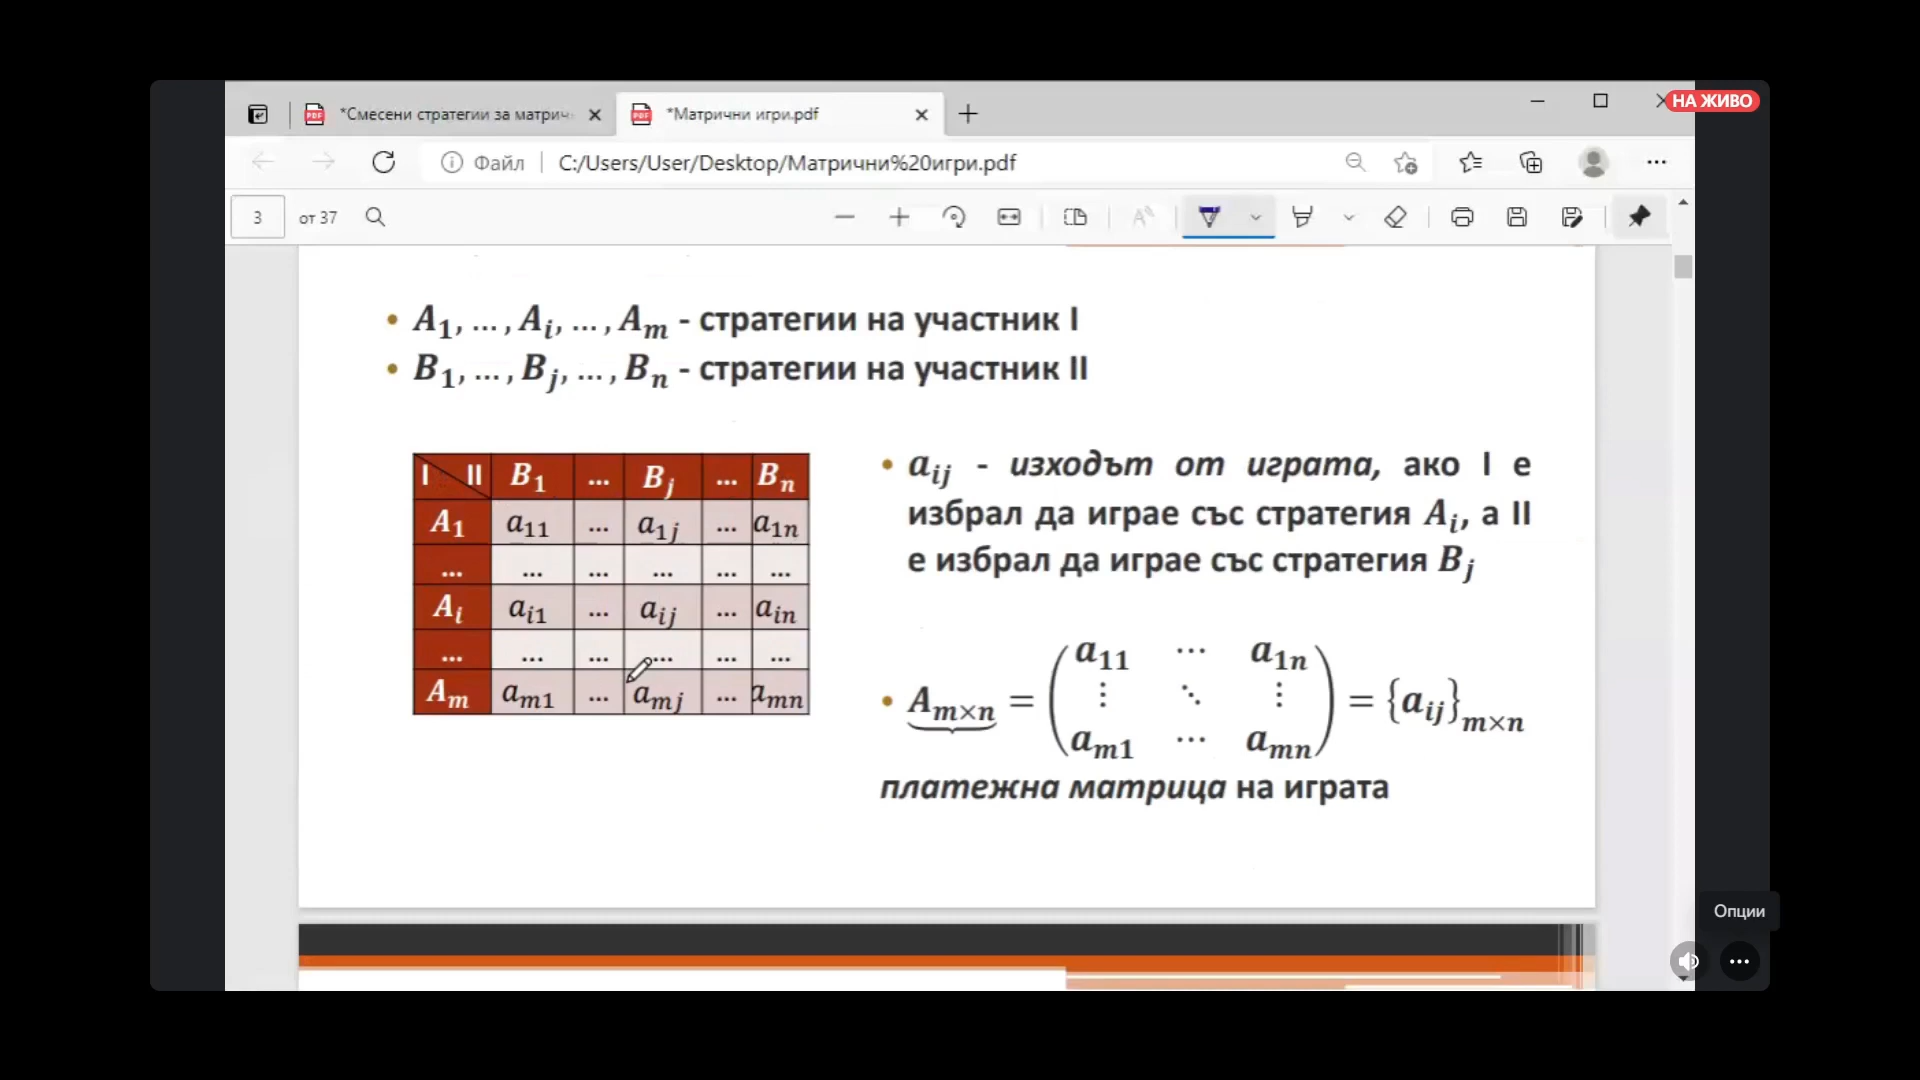 *Смесени стратегии за матрич
*Матрични игри.pdf
НА ЖИВО
Файл C:/Users/User/Desktop/Матрични%20игри.pdf
3 от 37
• A₁, … , Aᵢ, … , Aₘ - стратегии на участник I
• B₁, … , Bⱼ, … , Bₙ - стратегии на участник II
I II B₁ … Bⱼ … Bₙ
A₁ a₁₁ … a₁ⱼ … a₁ₙ
… … … … … …
Aᵢ aᵢ₁ … aᵢⱼ … aᵢₙ
… … … … … …
Aₘ aₘ₁ … aₘⱼ … aₘₙ
• aᵢⱼ - изходът от играта, ако I е
избрал да играе със стратегия Aᵢ, а II
е избрал да играе със стратегия Bⱼ
a₁₁ ⋯ a₁ₙ
• Aₘₓₙ = ( ⋮ ⋱ ⋮ ) = {aᵢⱼ}ₘₓₙ
aₘ₁ ⋯ aₘₙ
платежна матрица на играта
Опции